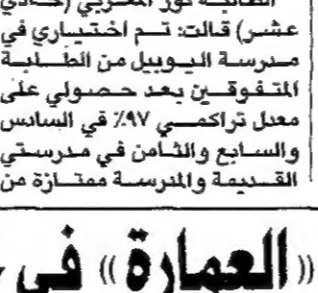 الطالبة نور المغربي (حادي
عشر) قالت: تم اختياري في
مدرسة اليوبيل من الطلبة
المتفوقين بعد حصولي على
معدل تراكمي ٩٧٪ في السادس
والسابع والثامن في مدرستي
القديمة والمدرسة ممتازة من
«العمارة» في